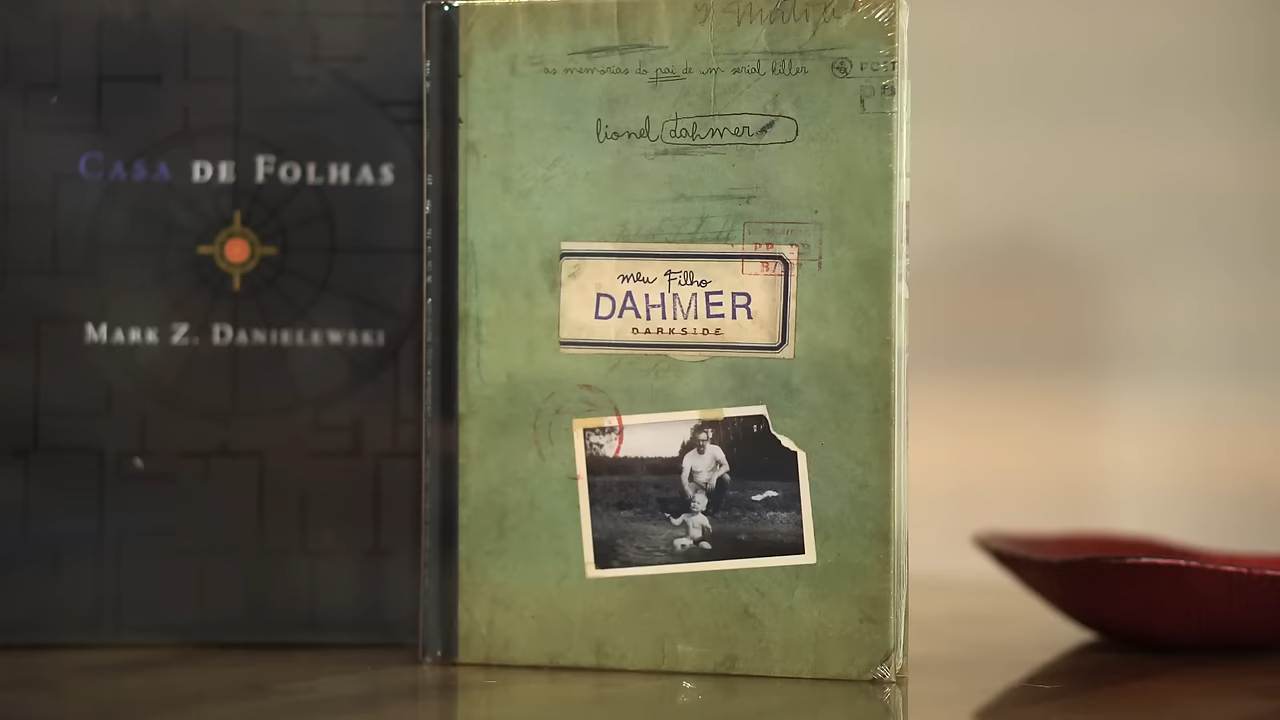 CASA DE FOLHAS
MARK Z. DANIELEWSKI
as memórias do pai de um serial killer
lionel dahmer
meu Filho
DAHMER
DARKSIDE